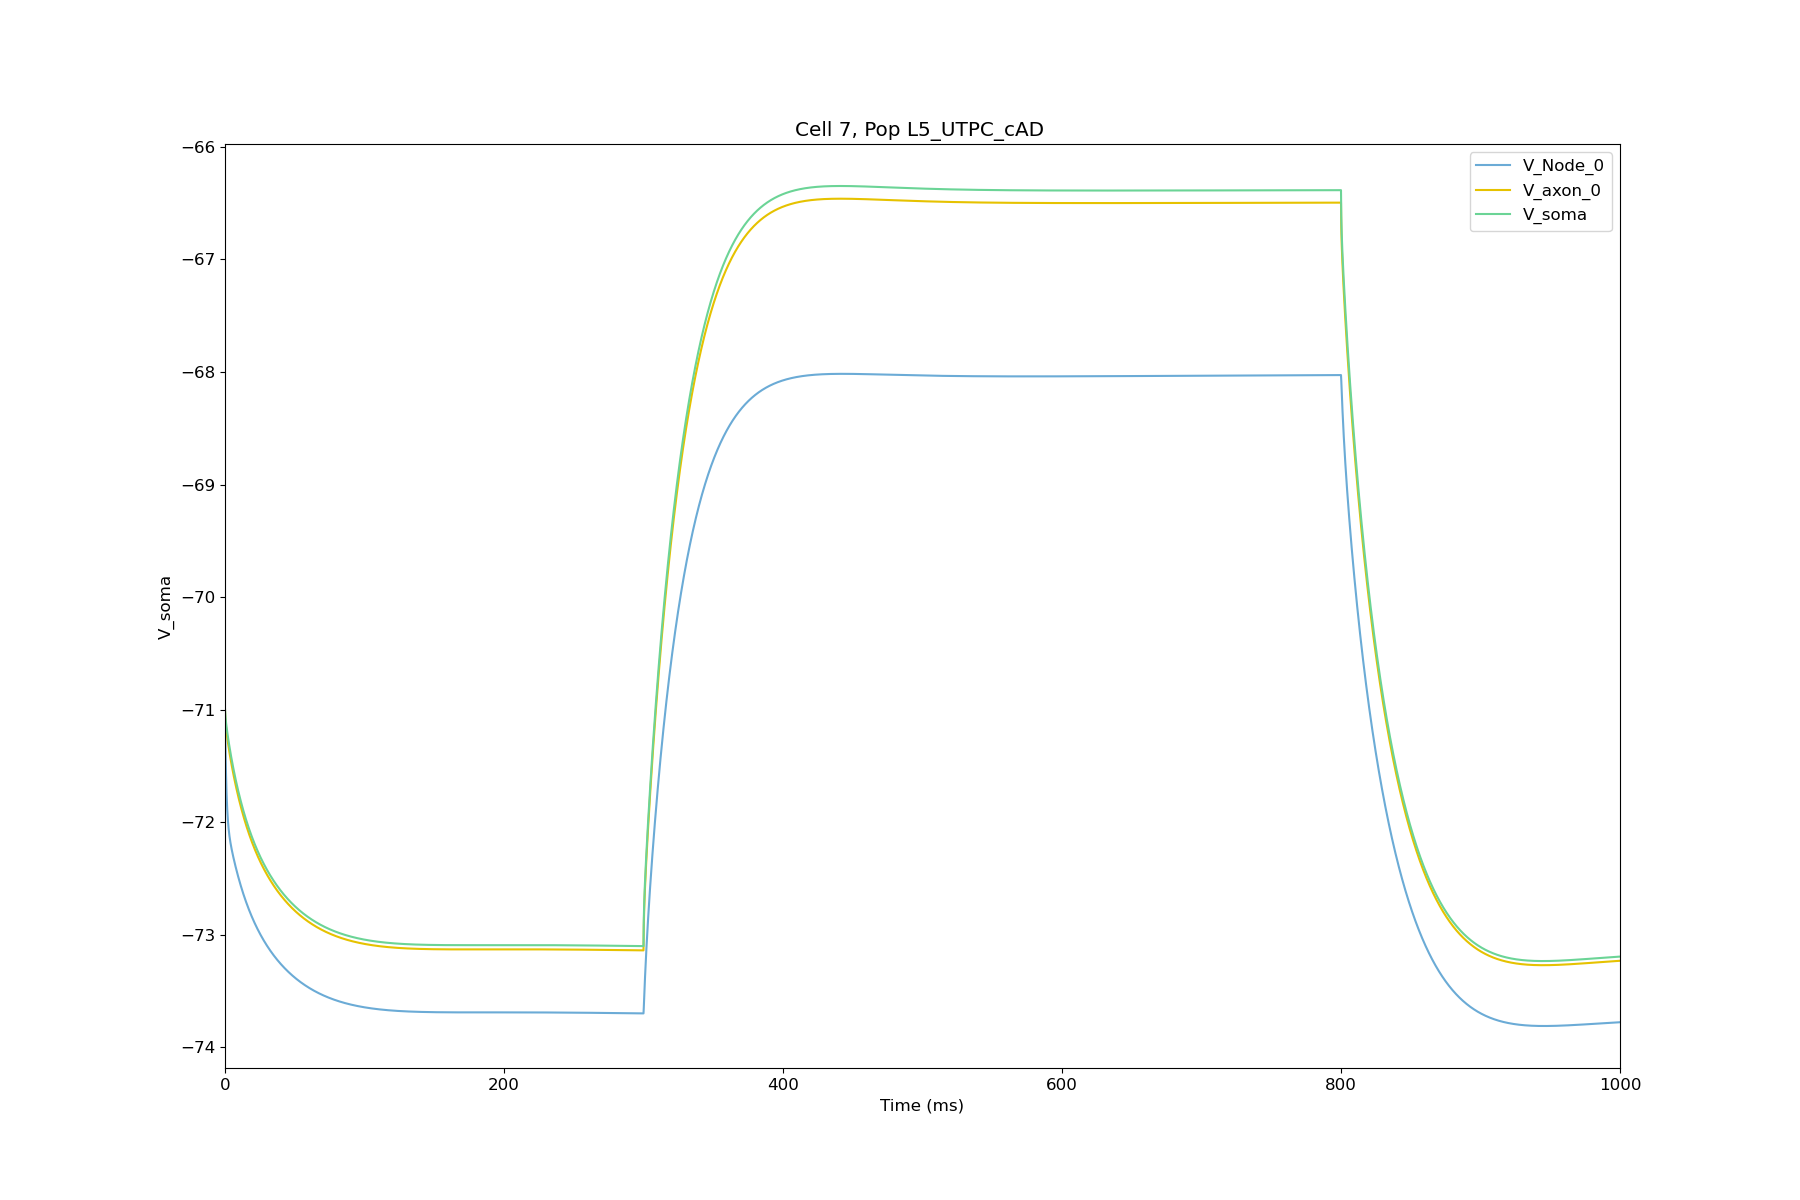 Cell 7, Pop L5_UTPC_cAD
−66
−67
−68
−69
−70
−71
−72
−73
−74
V_soma
V_Node_0
V_axon_0
V_soma
0 200 400 600 800 1000
Time (ms)